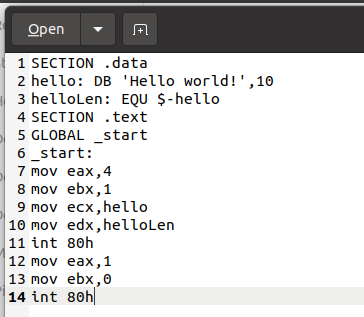 Open
1 SECTION .data
2 hello: DB 'Hello world!',10
3 helloLen: EQU $-hello
4 SECTION .text
5 GLOBAL _start
6 _start:
7 mov eax,4
8 mov ebx,1
9 mov ecx,hello
10 mov edx,helloLen
11 int 80h
12 mov eax,1
13 mov ebx,0
14 int 80h